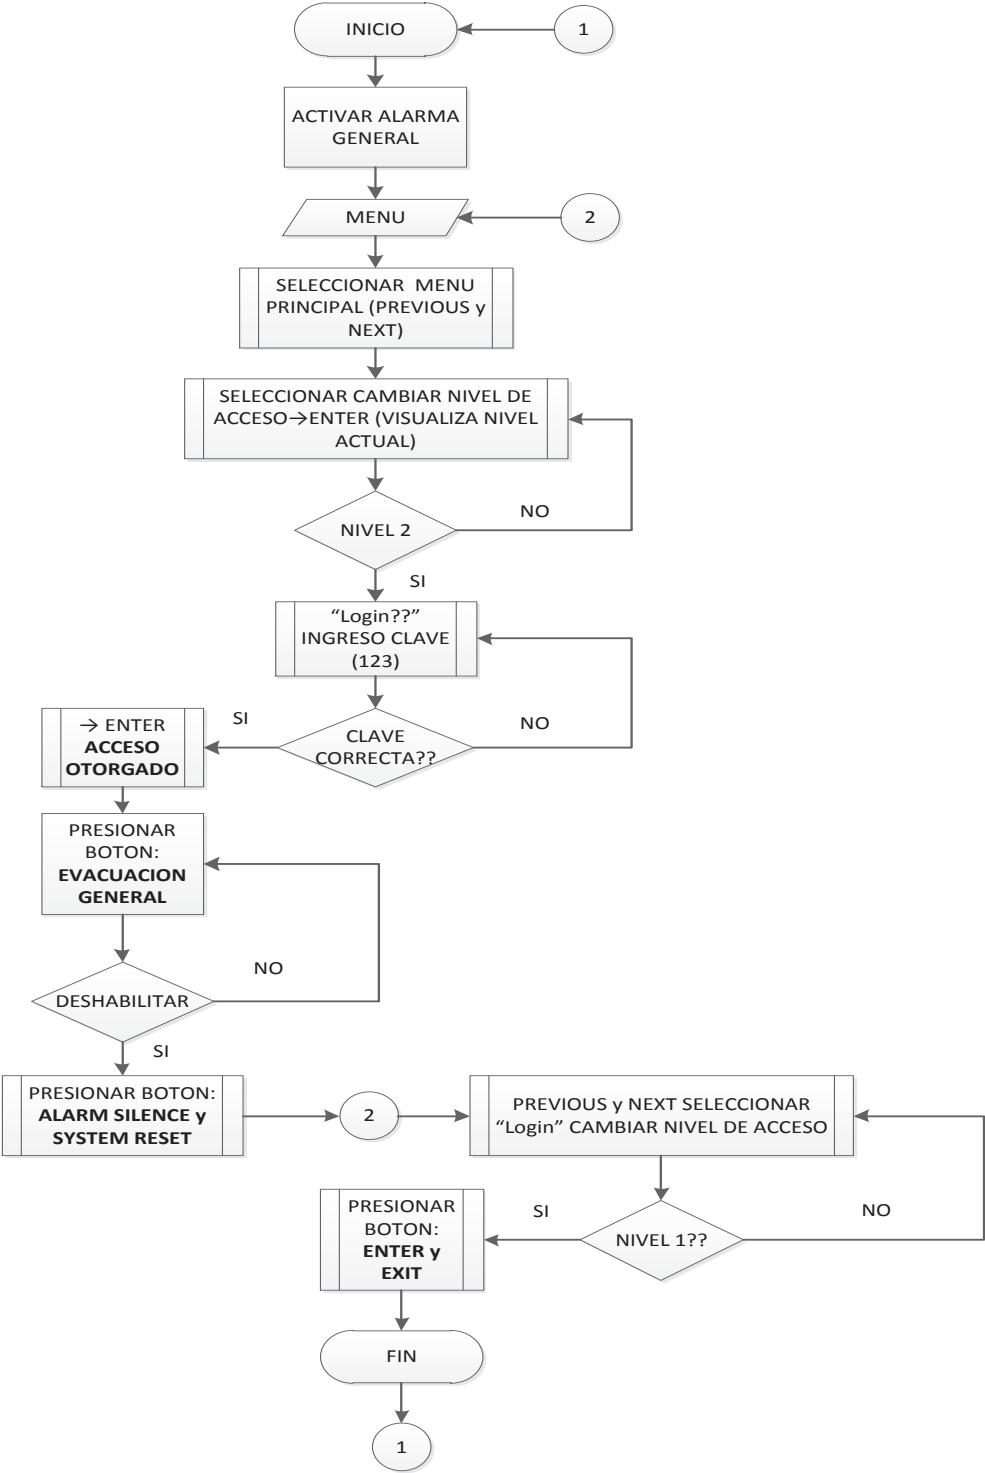 INICIO
1
ACTIVAR ALARMA
GENERAL
MENU
2
SELECCIONAR MENU
PRINCIPAL (PREVIOUS y
NEXT)
SELECCIONAR CAMBIAR NIVEL DE
ACCESO→ENTER (VISUALIZA NIVEL
ACTUAL)
NIVEL 2
NO
SI
“Login??”
INGRESO CLAVE
(123)
CLAVE
CORRECTA??
NO
SI
→ ENTER
ACCESO
OTORGADO
PRESIONAR
BOTON:
EVACUACION
GENERAL
DESHABILITAR
NO
SI
PRESIONAR BOTON:
ALARM SILENCE y
SYSTEM RESET
2
PREVIOUS y NEXT SELECCIONAR
“Login” CAMBIAR NIVEL DE ACCESO
NIVEL 1??
NO
SI
PRESIONAR
BOTON:
ENTER y
EXIT
FIN
1